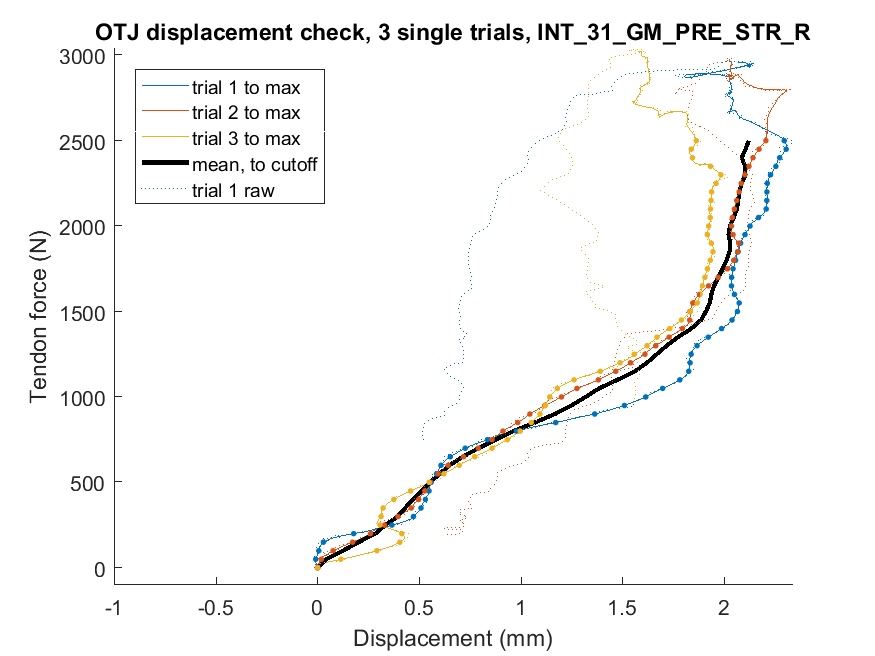 OTJ displacement check, 3 single trials, INT_31_GM_PRE_STR_R
3000
2500
2000
1500
1000
500
0
Tendon force (N)
trial 1 to max
trial 2 to max
trial 3 to max
mean, to cutoff
trial 1 raw
-1
-0.5
0
0.5
1
1.5
2
Displacement (mm)